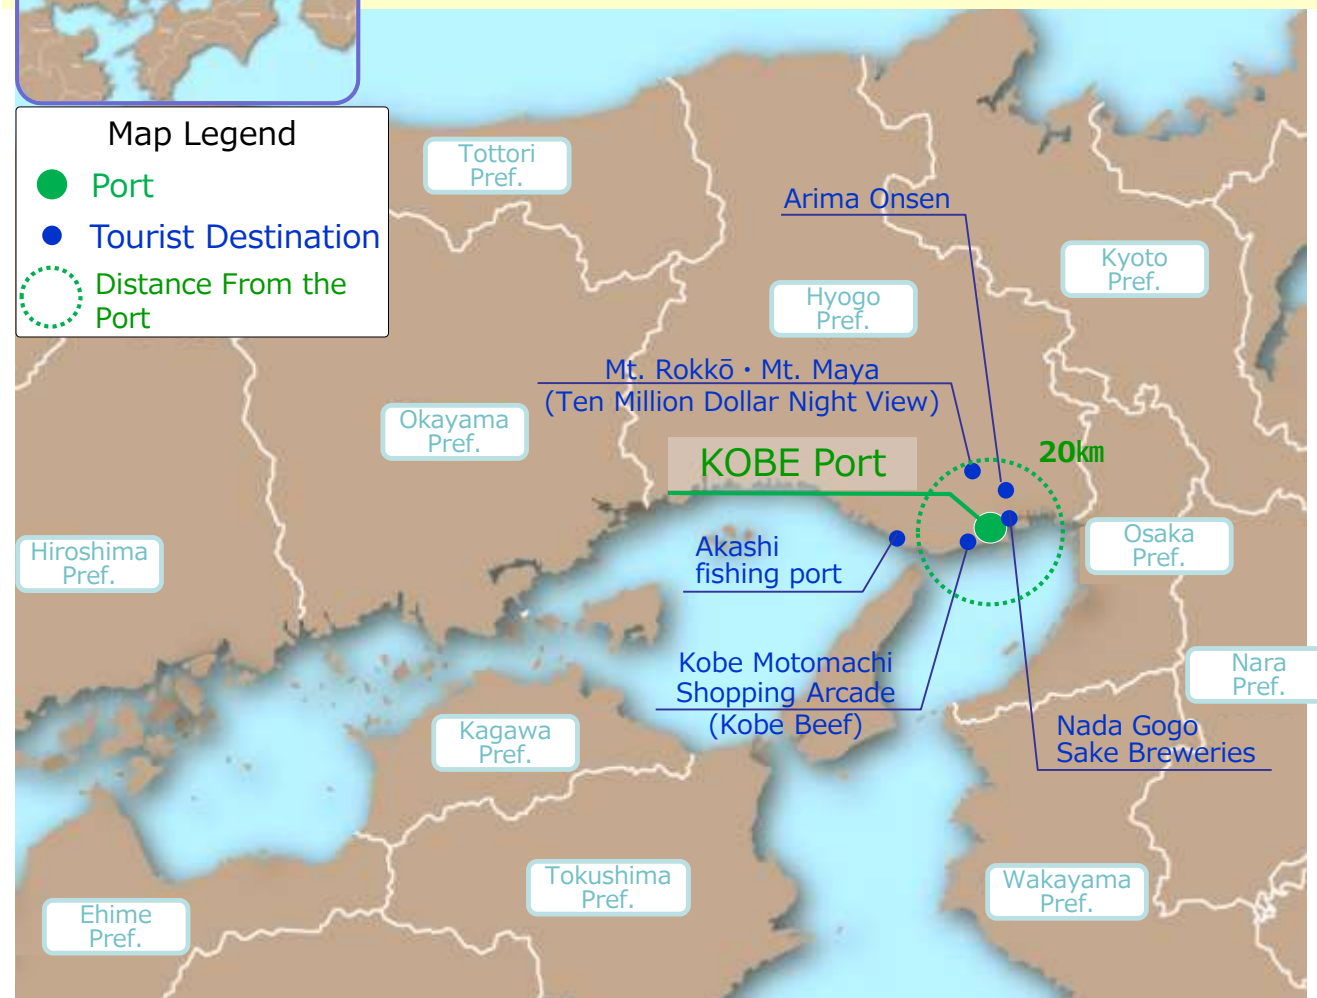 Map Legend
Port
Tourist Destination
Distance From the
Port
Tottori
Pref.
Arima Onsen
Kyoto
Pref.
Hyogo
Pref.
Mt. Rokkō・Mt. Maya
(Ten Million Dollar Night View)
Okayama
Pref.
KOBE Port
20㎞
Hiroshima
Pref.
Akashi
fishing port
Osaka
Pref.
Kobe Motomachi
Shopping Arcade
(Kobe Beef)
Nara
Pref.
Kagawa
Pref.
Nada Gogo
Sake Breweries
Tokushima
Pref.
Wakayama
Pref.
Ehime
Pref.